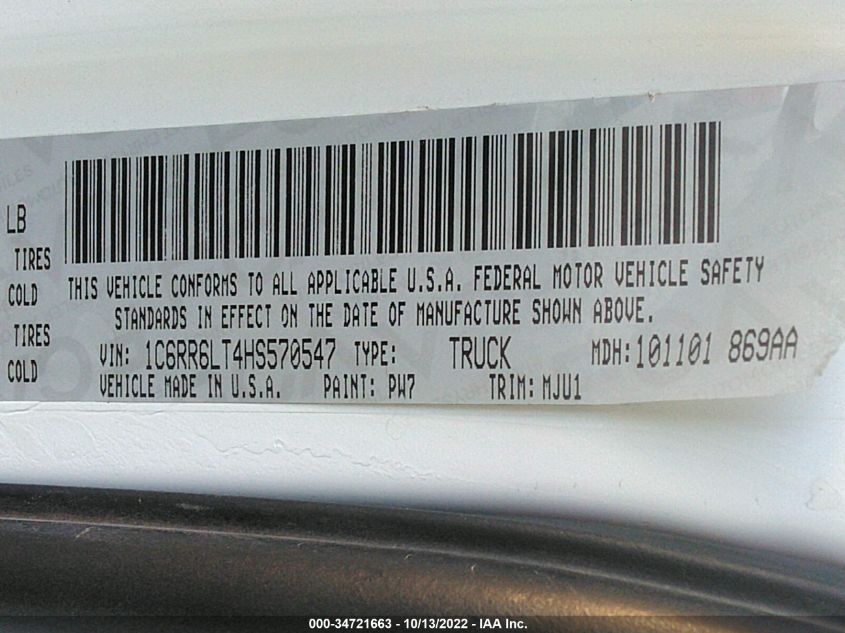 LB
TIRES
COLD
TIRES
COLD
THIS VEHICLE CONFORMS TO ALL APPLICABLE U.S.A. FEDERAL MOTOR VEHICLE SAFETY
STANDARDS IN EFFECT ON THE DATE OF MANUFACTURE SHOWN ABOVE.
VIN: 1C6RR6LT4HS570547 TYPE: TRUCK MDH: 101101 869AA
VEHICLE MADE IN U.S.A. PAINT: PW7 TRIM: MJU1
000-34721663 - 10/13/2022 - IAA Inc.